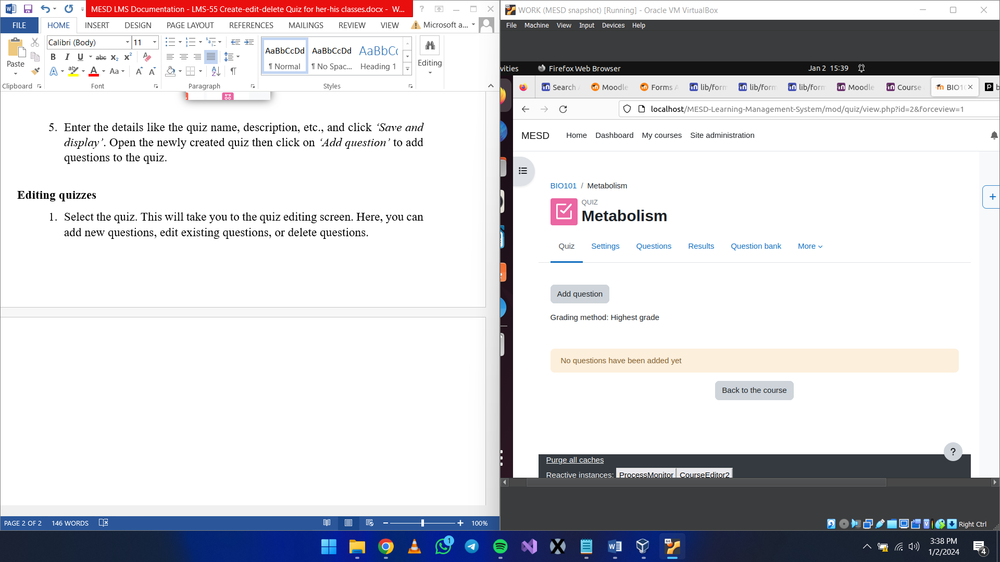 MESD LMS Documentation - LMS-55 Create-edit-delete Quiz for her-his classes.docx - W...
FILE HOME INSERT DESIGN PAGE LAYOUT REFERENCES MAILINGS REVIEW VIEW Microsoft a...
Calibri (Body) 11
Paste
AaBbCcDd AaBbCcDd AaBbCc
¶ Normal ¶ No Spac... Heading 1
Editing
Clipboard Font Paragraph Styles
5. Enter the details like the quiz name, description, etc., and click ‘Save and
display’. Open the newly created quiz then click on ‘Add question’ to add
questions to the quiz.
Editing quizzes
1. Select the quiz. This will take you to the quiz editing screen. Here, you can
add new questions, edit existing questions, or delete questions.
PAGE 2 OF 2 146 WORDS 100%
WORK (MESD snapshot) [Running] - Oracle VM VirtualBox
File Machine View Input Devices Help
vities Firefox Web Browser Jan 2 15:39
Search Moodle Forms A lib/form lib/form lib/form Moodle Course BIO10 b
localhost/MESD-Learning-Management-System/mod/quiz/view.php?id=2&forceview=1
MESD Home Dashboard My courses Site administration
BIO101 / Metabolism
QUIZ
Metabolism
Quiz Settings Questions Results Question bank More
Add question
Grading method: Highest grade
No questions have been added yet
Back to the course
?
Purge all caches
Reactive instances: ProcessMonitor CourseEditor2
Right Ctrl
1
64
3:38 PM
1/2/2024
4